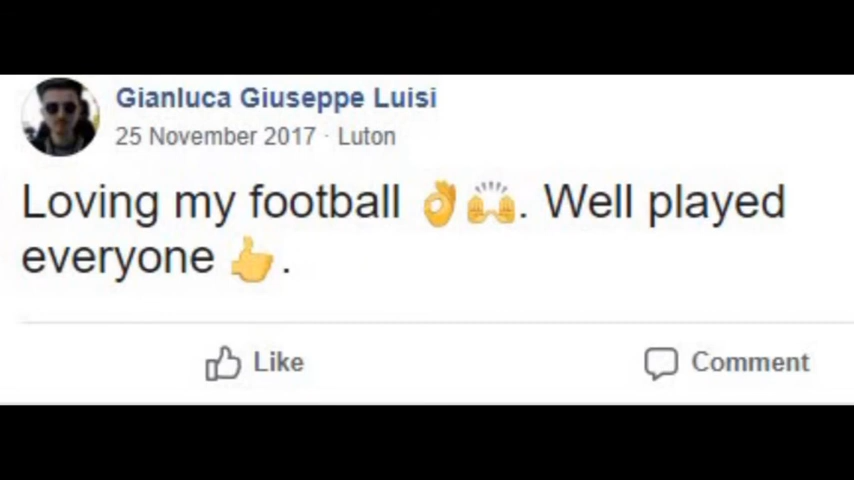 Gianluca Giuseppe Luisi
25 November 2017 · Luton
Loving my football 👌🙌. Well played
everyone 👍.
Like
Comment